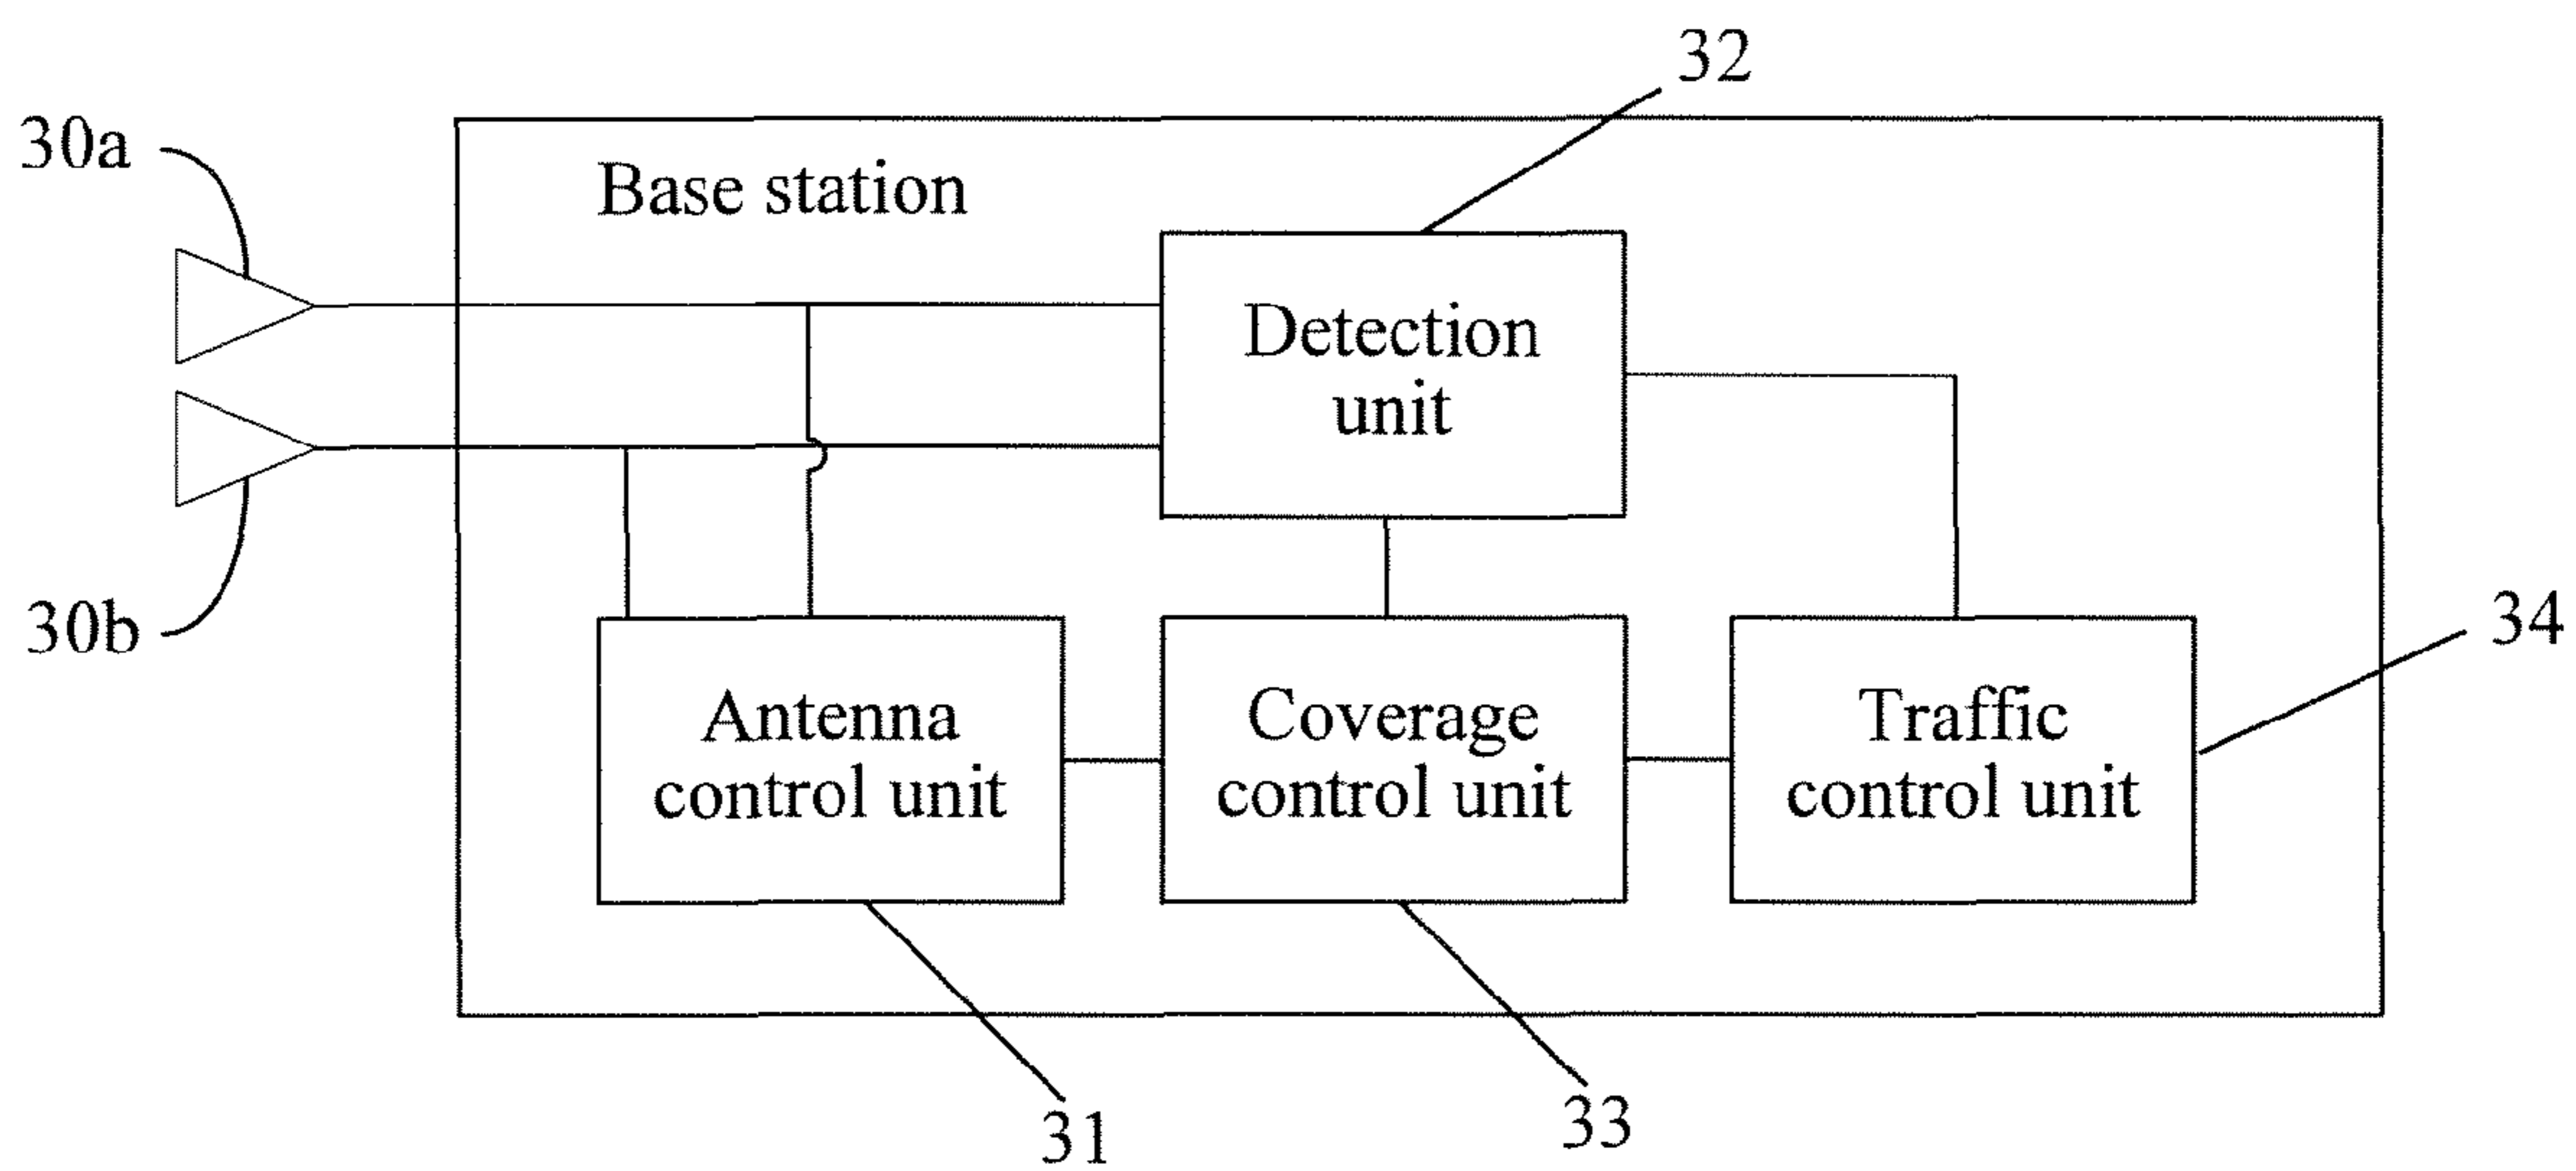 32
30a
Base station
Detection
unit
30b
34
Antenna
control unit
Coverage
control unit
Traffic
control unit
31
33